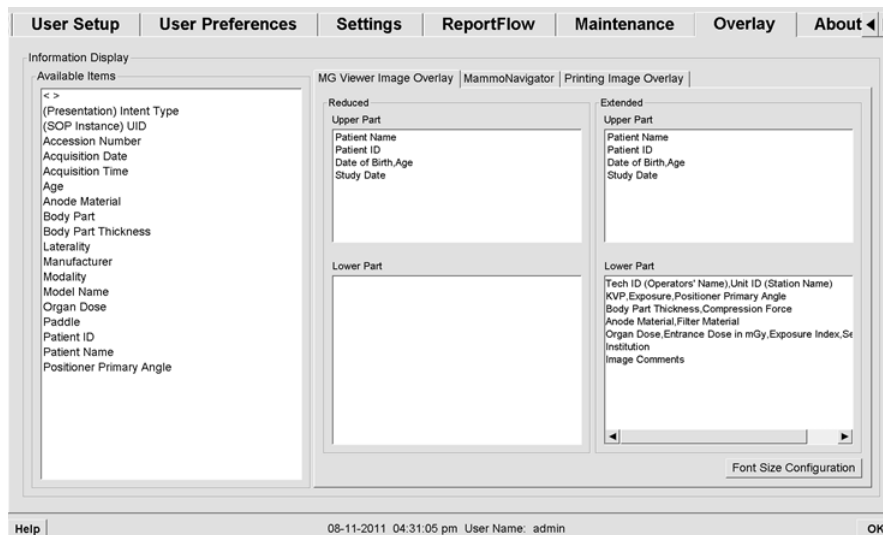 User Setup User Preferences Settings ReportFlow Maintenance Overlay About
Information Display
Available Items
< >
(Presentation) Intent Type
(SOP Instance) UID
Accession Number
Acquisition Date
Acquisition Time
Age
Anode Material
Body Part
Body Part Thickness
Laterality
Manufacturer
Modality
Model Name
Organ Dose
Paddle
Patient ID
Patient Name
Positioner Primary Angle
MG Viewer Image Overlay MammoNavigator Printing Image Overlay
Reduced
Upper Part
Patient Name
Patient ID
Date of Birth,Age
Study Date
Lower Part
Extended
Upper Part
Patient Name
Patient ID
Date of Birth,Age
Study Date
Lower Part
Tech ID (Operators' Name),Unit ID (Station Name)
KVP,Exposure,Positioner Primary Angle
Body Part Thickness,Compression Force
Anode Material,Filter Material
Organ Dose,Entrance Dose in mGy,Exposure Index,Se
Institution
Image Comments
Font Size Configuration
Help 08-11-2011 04:31:05 pm User Name: admin OK